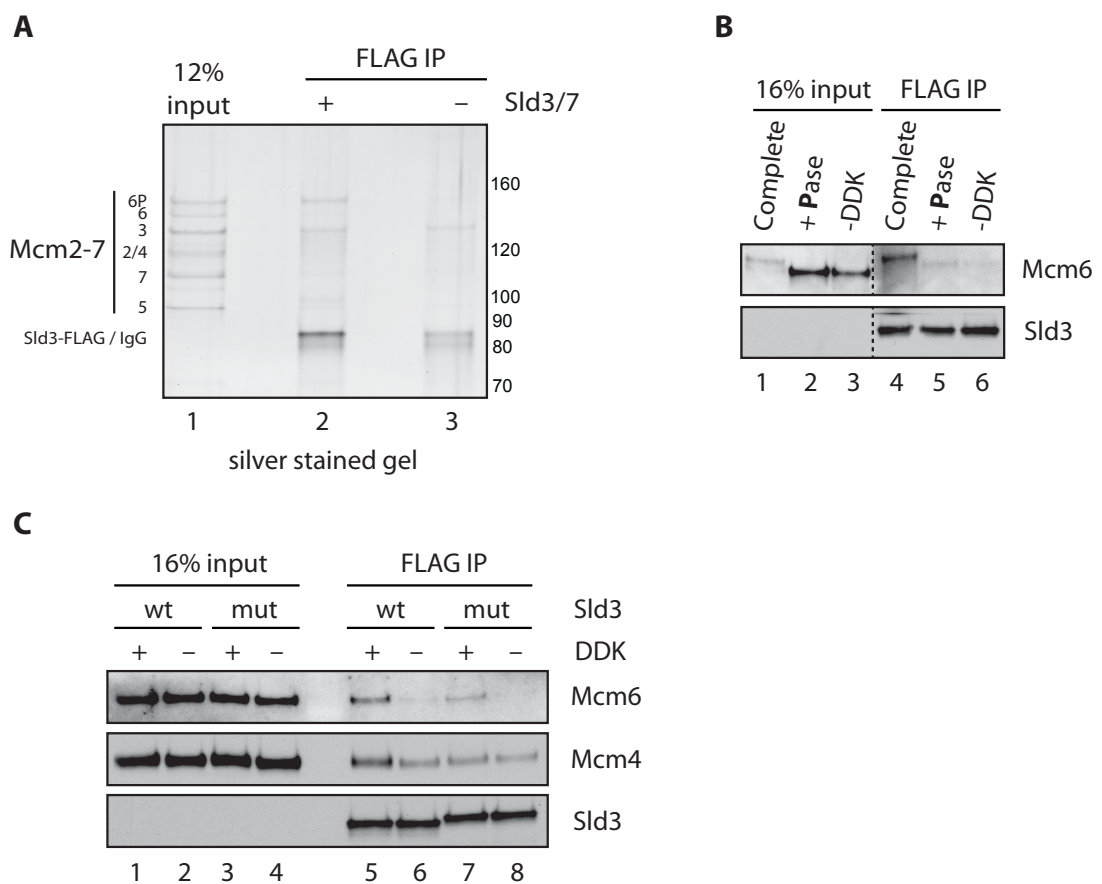 A
12%
input
FLAG IP
+ – Sld3/7
160
6P
6
3
2/4
7
5
Mcm2-7
120
100
90
80
70
Sld3-FLAG / IgG
1 2 3
silver stained gel
B
16% input FLAG IP
Complete + Pase -DDK Complete + Pase -DDK
Mcm6
Sld3
1 2 3 4 5 6
C
16% input FLAG IP
wt mut wt mut Sld3
+ – + – + – + – DDK
Mcm6
Mcm4
Sld3
1 2 3 4 5 6 7 8